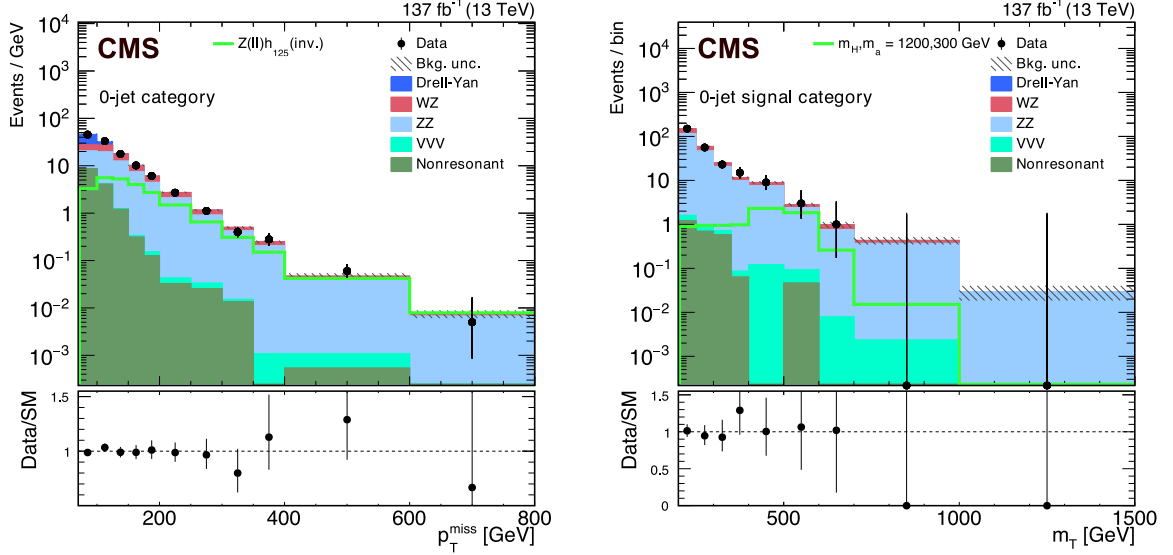 137 fb⁻¹ (13 TeV)
Events / GeV
10⁴
10³
10²
10
1
10⁻¹
10⁻²
10⁻³
CMS
Z(ll)h₁₂₅(inv.)
Data
Bkg. unc.
Drell-Yan
WZ
ZZ
VVV
Nonresonant
0-jet category
Data/SM
1.5
1
0.5
200 400 600 800
p_T^miss [GeV]
137 fb⁻¹ (13 TeV)
Events / bin
10⁴
10³
10²
10
1
10⁻¹
10⁻²
10⁻³
CMS
m_H,m_a = 1200,300 GeV
Data
Bkg. unc.
Drell-Yan
WZ
ZZ
VVV
Nonresonant
0-jet signal category
Data/SM
1.5
1
0.5
0
500 1000 1500
m_T [GeV]